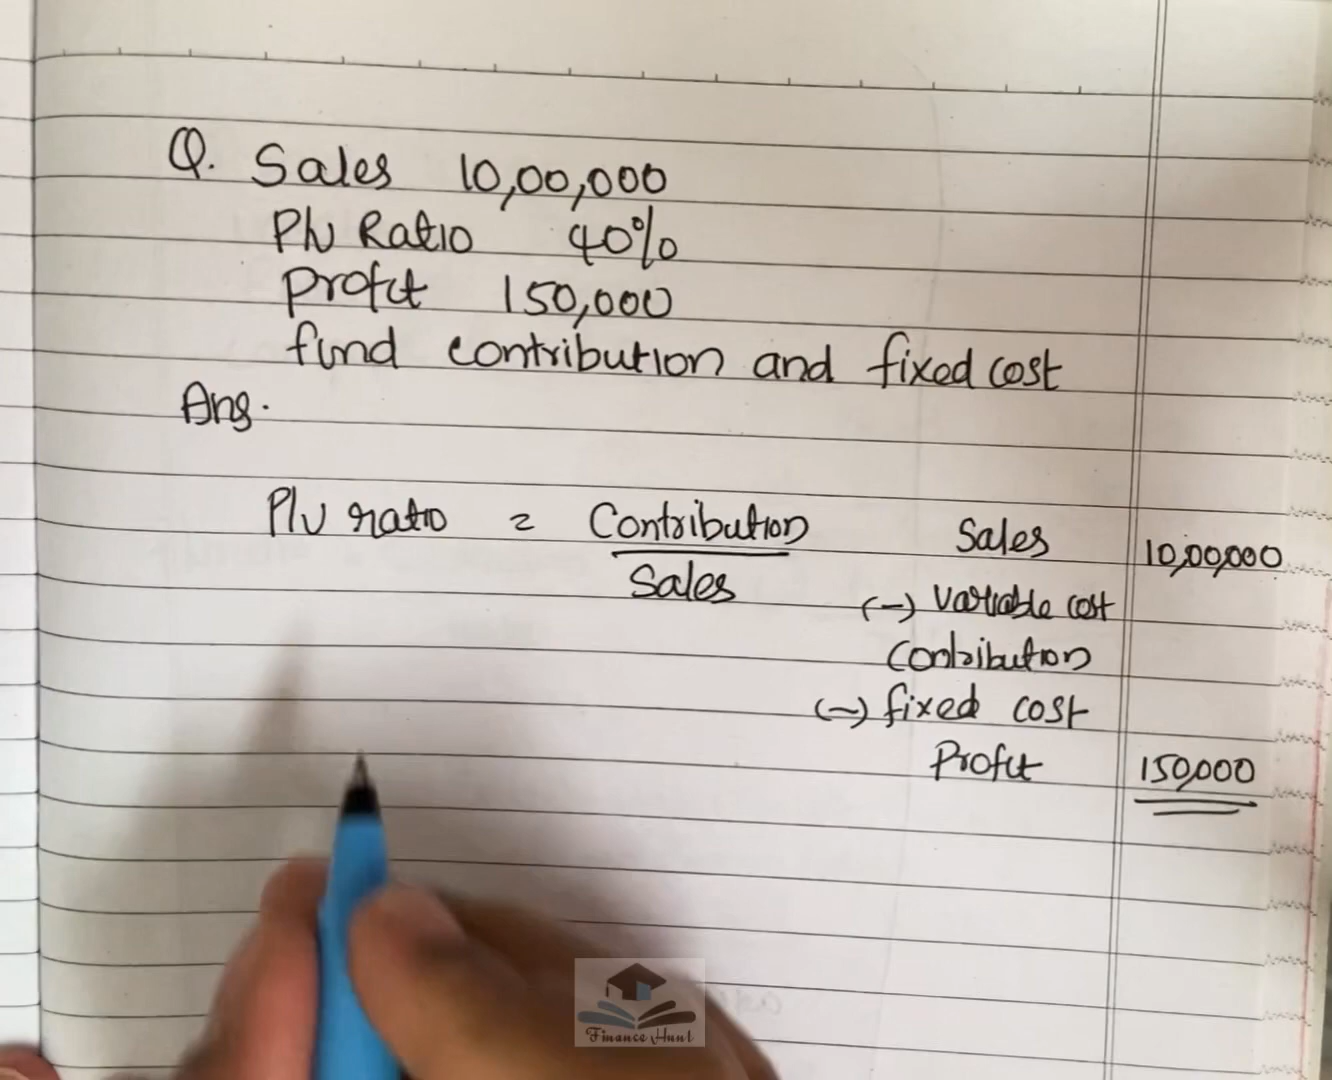 Q. Sales 10,00,000
P/V Ratio 40%
Profit 150,000
find contribution and fixed cost
Ans.
P/V ratio = Contribution
Sales
Sales 10,00,000
(-) Variable cost
Contribution
(-) fixed cost
Profit 150,000
Finance Hunt